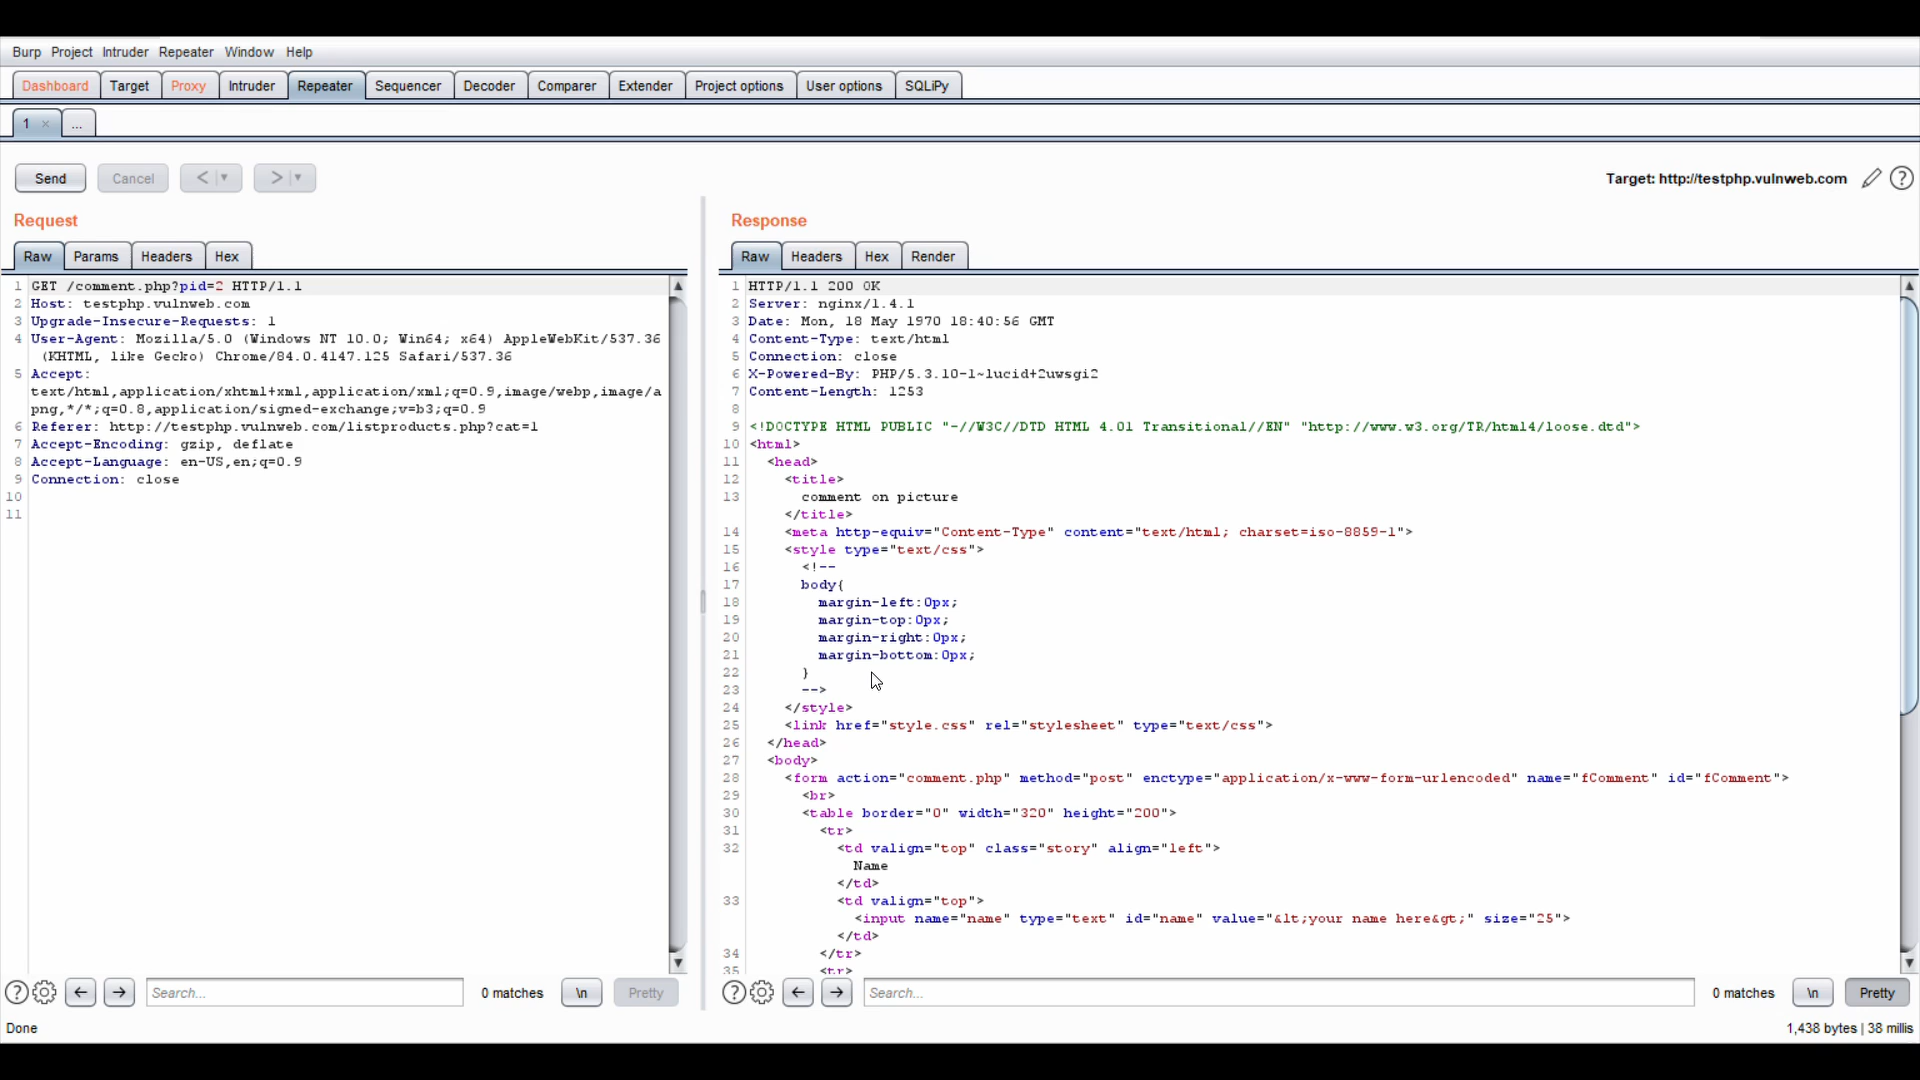 Burp Project Intruder Repeater Window Help
Dashboard Target Proxy Intruder Repeater Sequencer Decoder Comparer Extender Project options User options SQLiPy
1 × ...
Send Cancel < > Target: http://testphp.vulnweb.com ?
Request
Raw Params Headers Hex
1 GET /comment.php?pid=2 HTTP/1.1
2 Host: testphp.vulnweb.com
3 Upgrade-Insecure-Requests: 1
4 User-Agent: Mozilla/5.0 (Windows NT 10.0; Win64; x64) AppleWebKit/537.36
(KHTML, like Gecko) Chrome/84.0.4147.125 Safari/537.36
5 Accept:
text/html,application/xhtml+xml,application/xml;q=0.9,image/webp,image/a
png,*/*;q=0.8,application/signed-exchange;v=b3;q=0.9
6 Referer: http://testphp.vulnweb.com/listproducts.php?cat=1
7 Accept-Encoding: gzip, deflate
8 Accept-Language: en-US,en;q=0.9
9 Connection: close
10
11
? Search... 0 matches \n Pretty
Response
Raw Headers Hex Render
1 HTTP/1.1 200 OK
2 Server: nginx/1.4.1
3 Date: Mon, 18 May 1970 18:40:56 GMT
4 Content-Type: text/html
5 Connection: close
6 X-Powered-By: PHP/5.3.10-1~lucid+2uwsgi2
7 Content-Length: 1253
8
9 <!DOCTYPE HTML PUBLIC "-//W3C//DTD HTML 4.01 Transitional//EN" "http://www.w3.org/TR/html4/loose.dtd">
10 <html>
11 <head>
12 <title>
13 comment on picture
</title>
14 <meta http-equiv="Content-Type" content="text/html; charset=iso-8859-1">
15 <style type="text/css">
16 <!--
17 body{
18 margin-left:0px;
19 margin-top:0px;
20 margin-right:0px;
21 margin-bottom:0px;
22 }
23 -->
24 </style>
25 <link href="style.css" rel="stylesheet" type="text/css">
26 </head>
27 <body>
28 <form action="comment.php" method="post" enctype="application/x-www-form-urlencoded" name="fComment" id="fComment">
29 <br>
30 <table border="0" width="320" height="200">
31 <tr>
32 <td valign="top" class="story" align="left">
Name
</td>
33 <td valign="top">
<input name="name" type="text" id="name" value="&lt;your name here&gt;" size="25">
</td>
34 </tr>
35 <tr>
? Search... 0 matches \n Pretty
Done 1,438 bytes | 38 millis